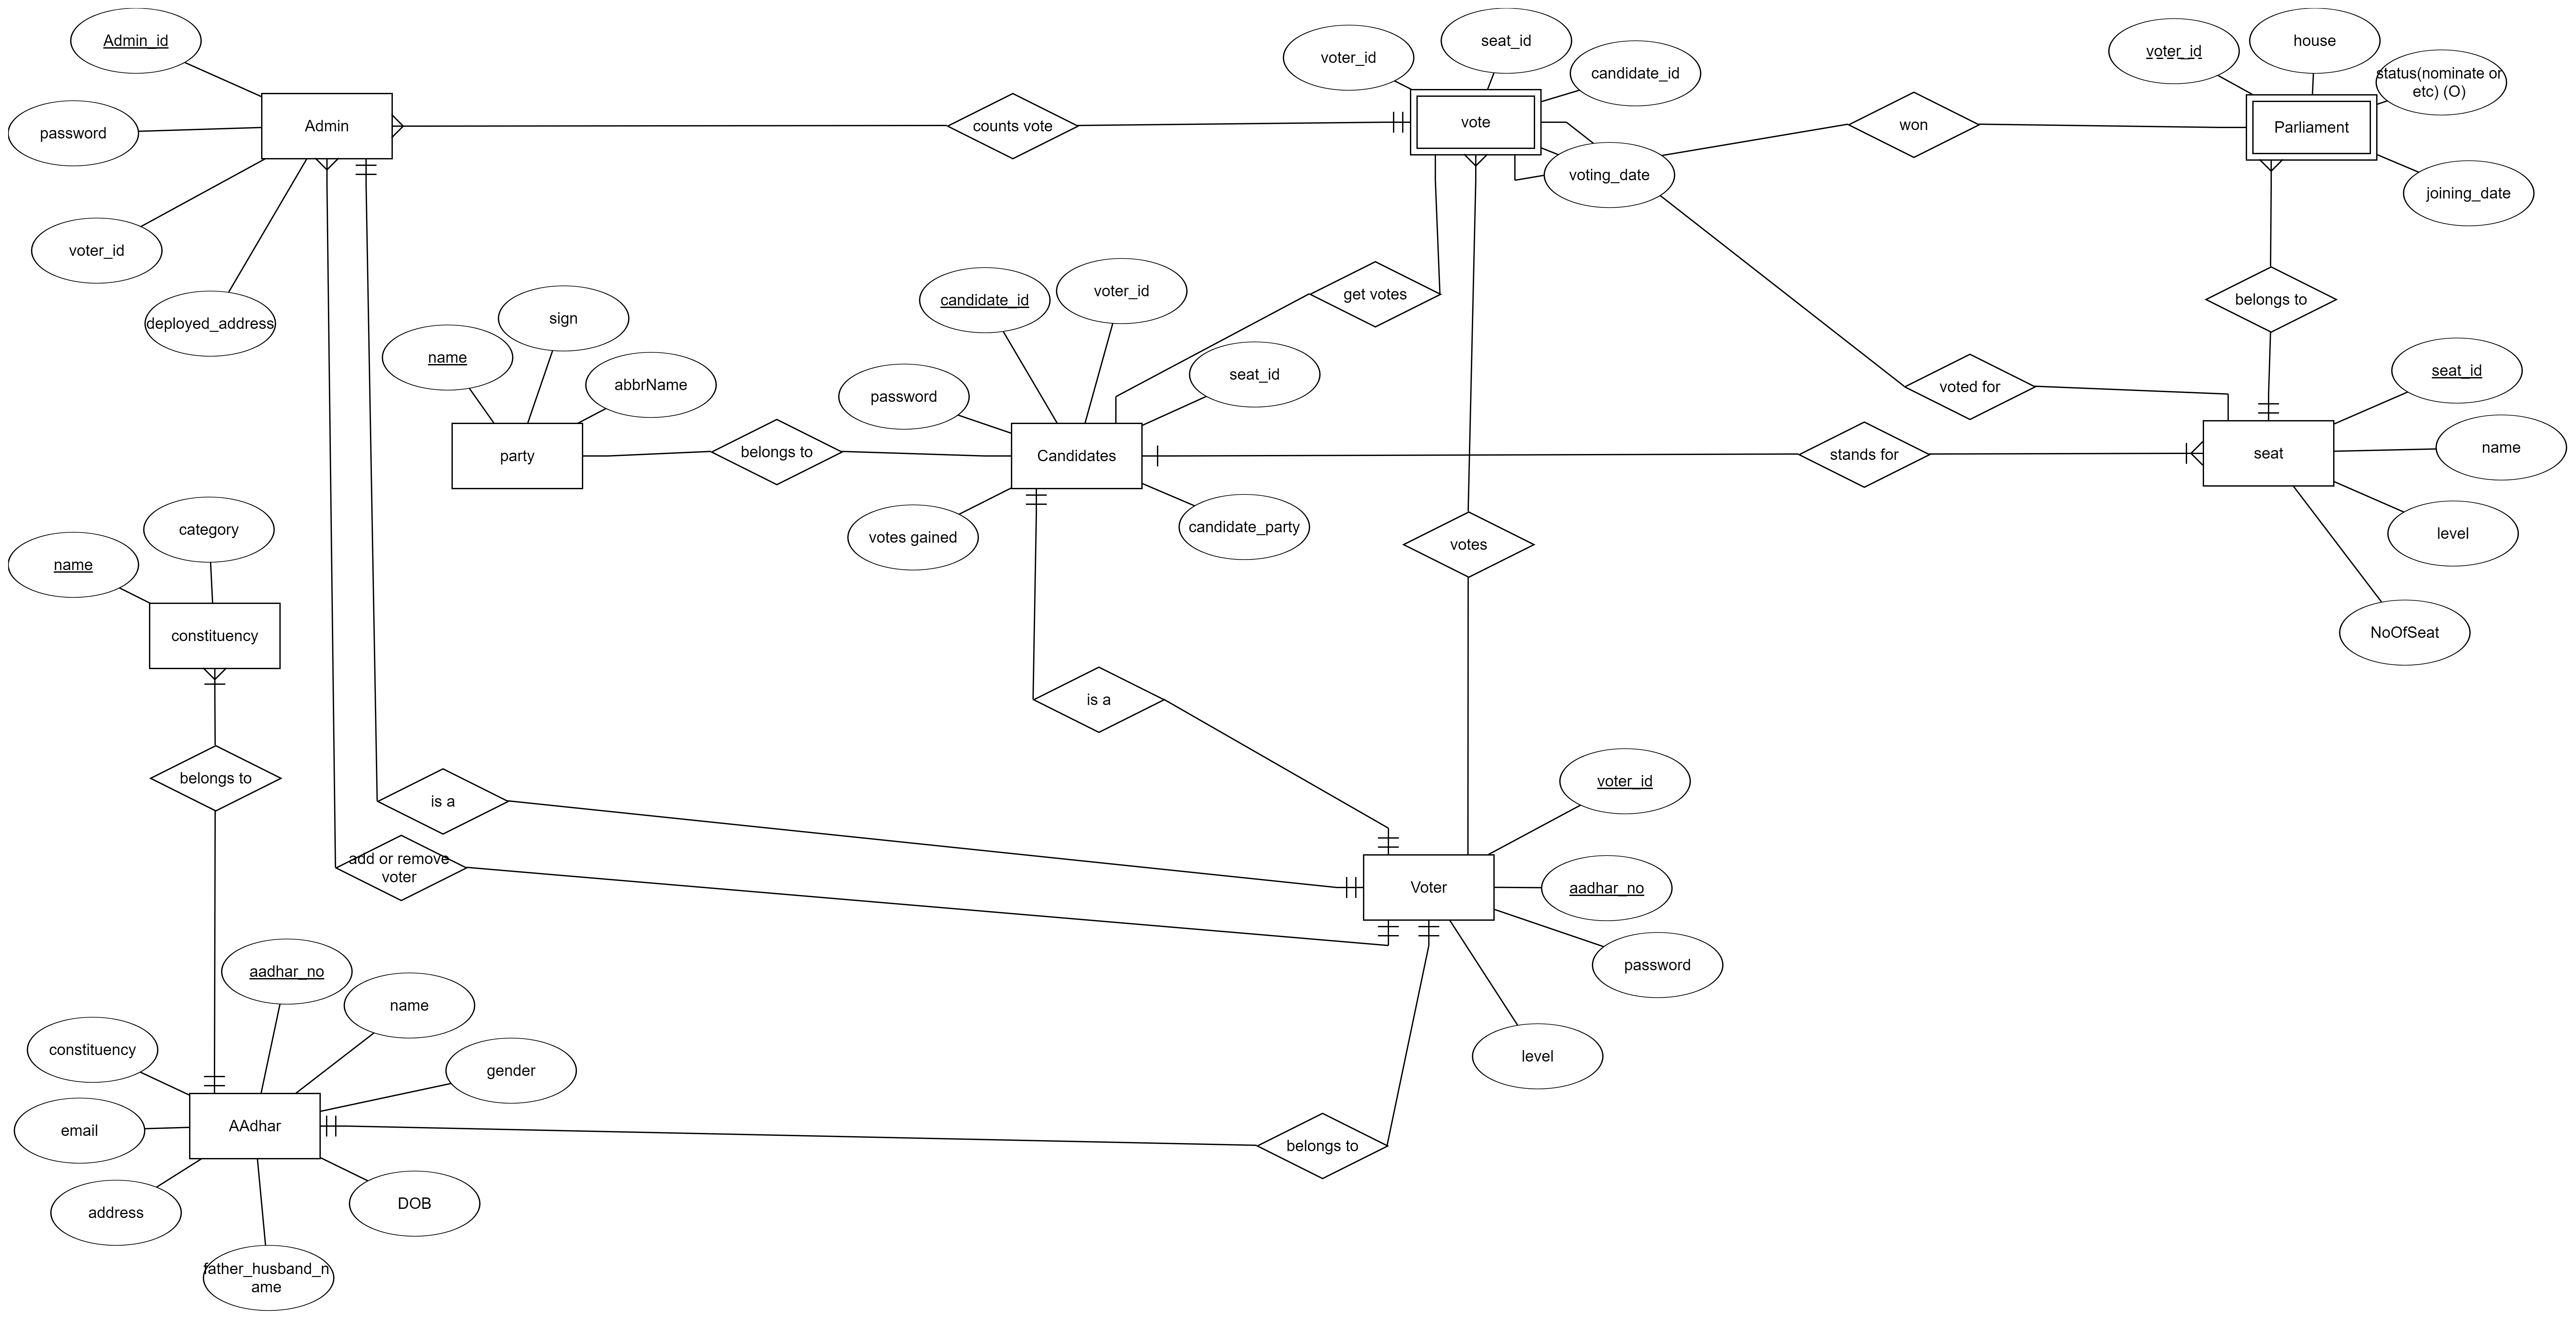 Admin_id
password
voter_id
deployed_address
Admin
counts vote
voter_id
seat_id
candidate_id
vote
voting_date
won
voter_id
house
status(nominate or
etc) (O)
Parliament
joining_date
belongs to
get votes
voted for
name
sign
abbrName
party
belongs to
candidate_id
voter_id
password
seat_id
Candidates
votes gained
candidate_party
stands for
seat
seat_id
name
level
NoOfSeat
votes
name
category
constituency
belongs to
is a
is a
add or remove
voter
Voter
voter_id
aadhar_no
password
level
aadhar_no
name
gender
constituency
email
AAdhar
address
DOB
father_husband_n
ame
belongs to